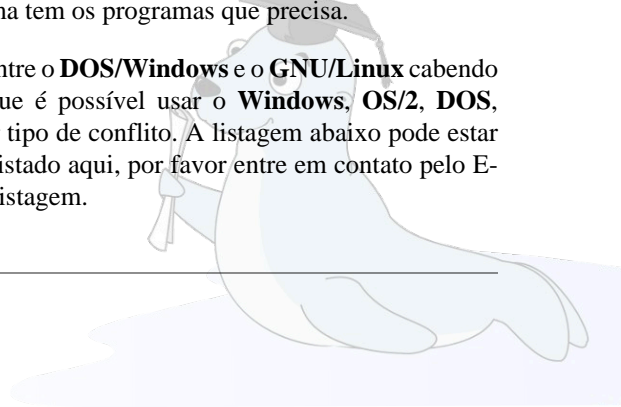 na tem os programas que precisa.
ntre o DOS/Windows e o GNU/Linux cabendo
ue é possível usar o Windows, OS/2, DOS,
r tipo de conflito. A listagem abaixo pode estar
istado aqui, por favor entre em contato pelo E-
istagem.